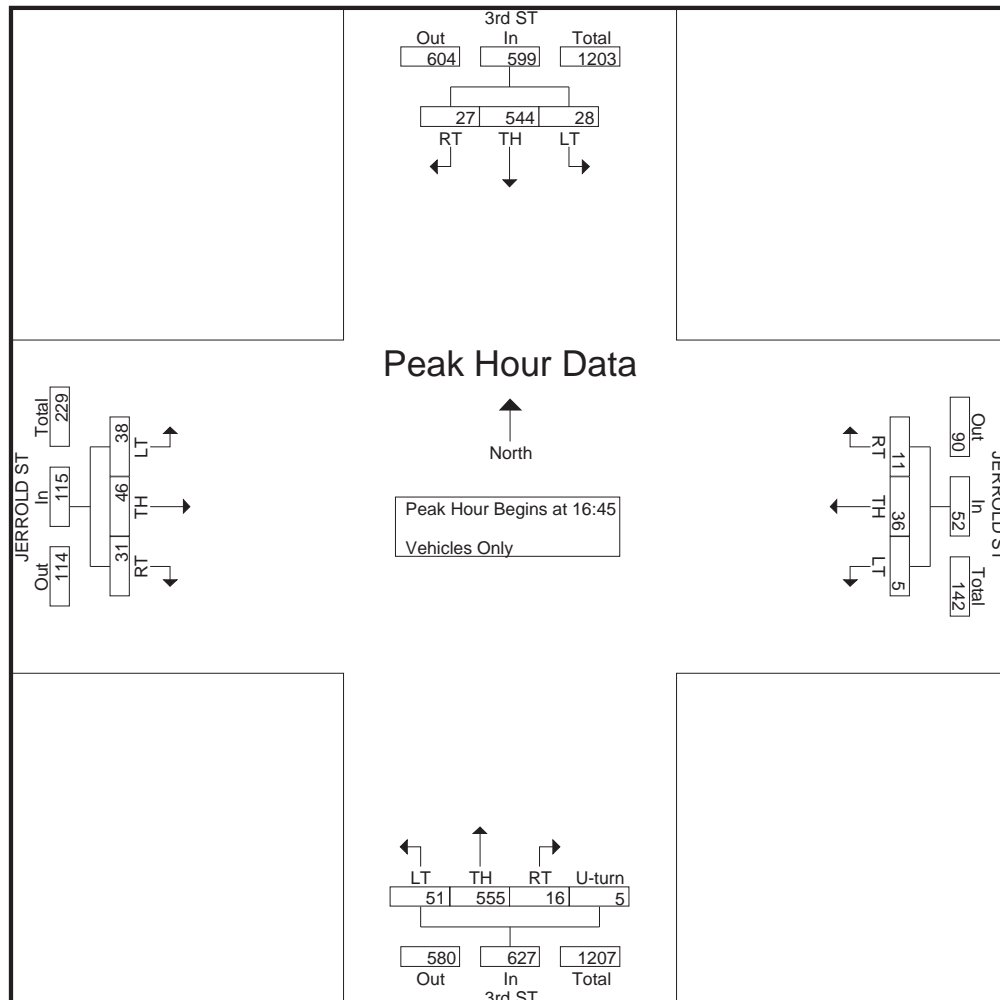 3rd ST
Out In Total
604 599 1203
27 544 28
RT TH LT
Peak Hour Data
North
Peak Hour Begins at 16:45
Vehicles Only
JERROLD ST
Total In Out
229 115 114
38 46 31
LT TH RT
RT TH LT
11 36 5
90 52 142
Out In Total
JERROLD ST
LT TH RT U-turn
51 555 16 5
580 627 1207
Out In Total
3rd ST